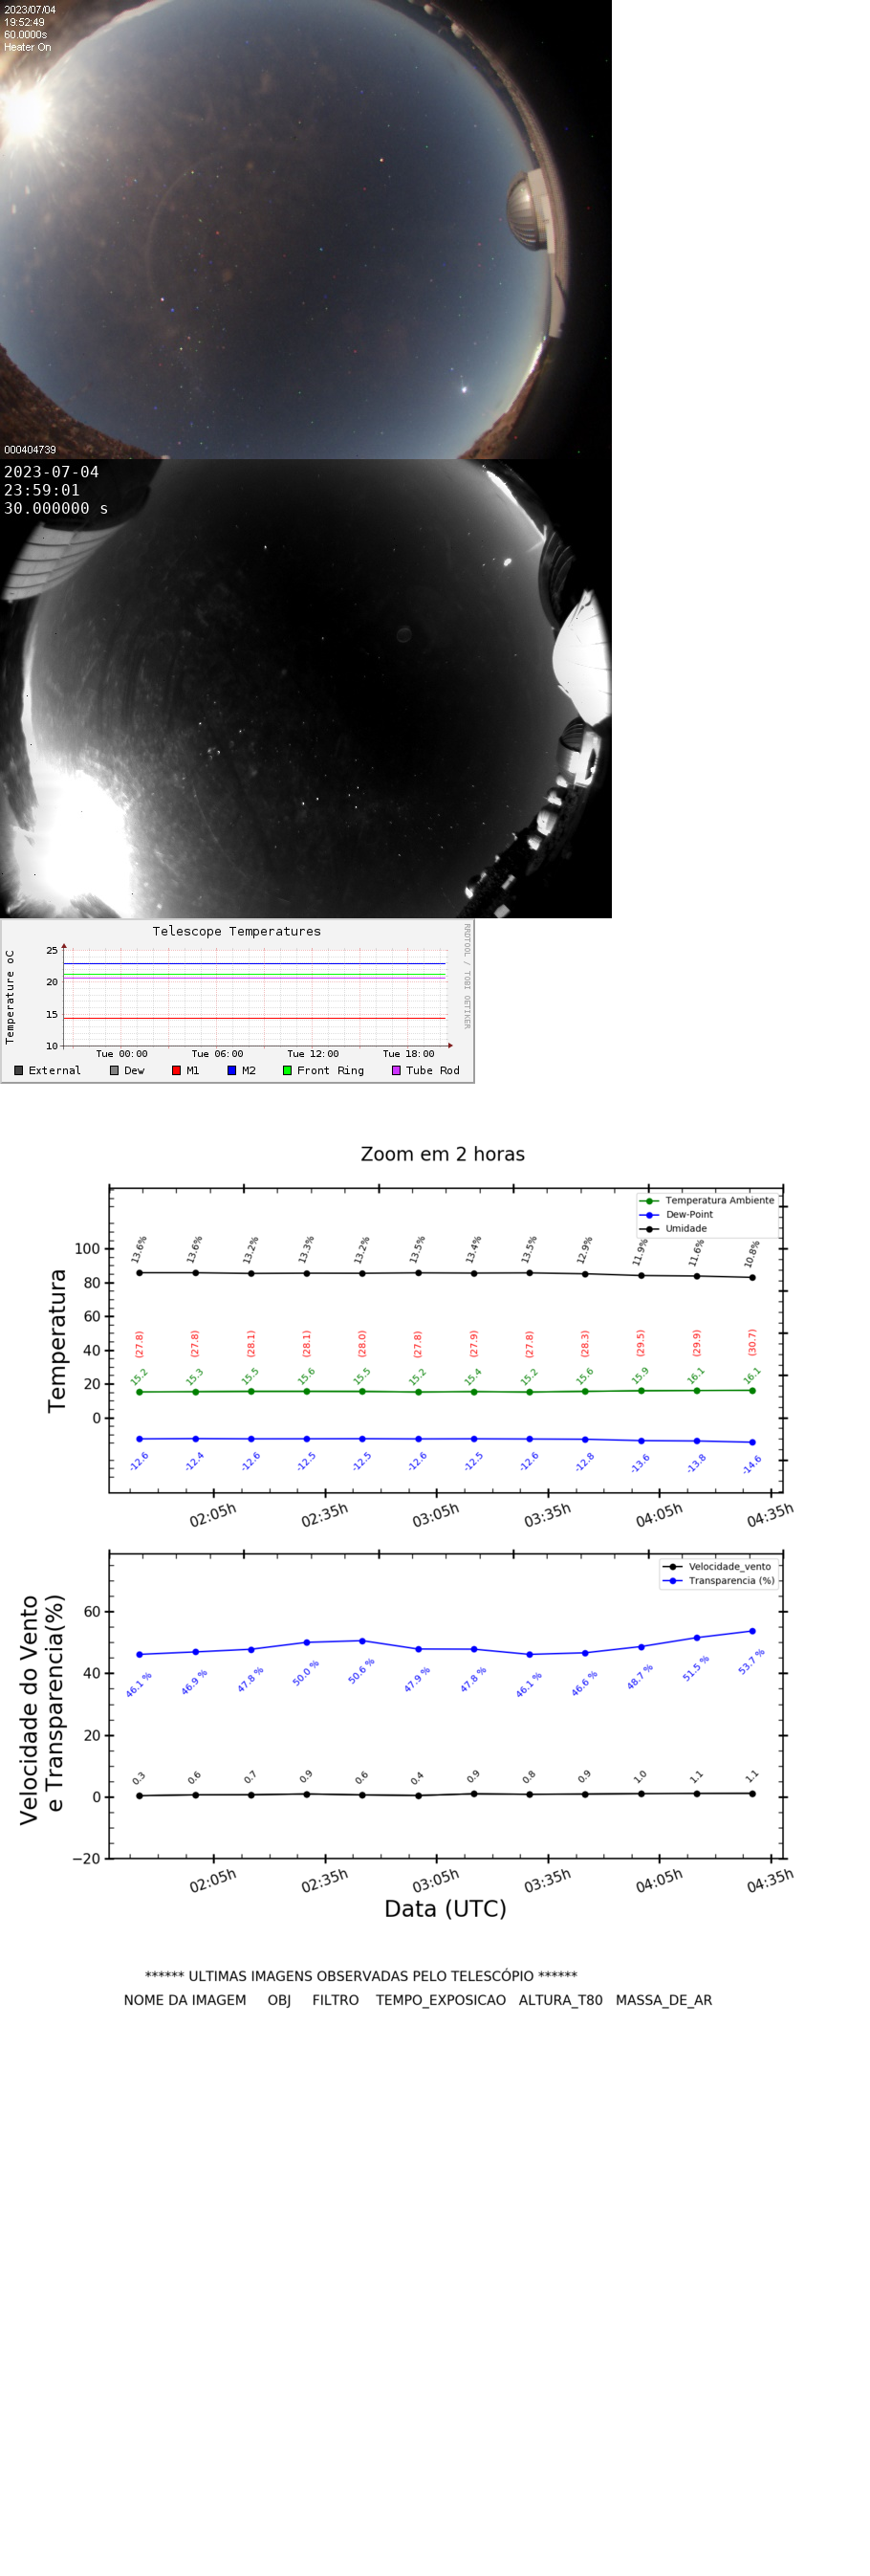 2023/07/04
19:52:49
60.0000s
Heater On
000404739
2023-07-04
23:59:01
30.000000 s
Telescope Temperatures
RRDTOOL / TOBI OETIKER
Temperature oC
25
20
15
10
Tue 00:00 Tue 06:00 Tue 12:00 Tue 18:00
External Dew M1 M2 Front Ring Tube Rod
Zoom em 2 horas
Temperatura Ambiente
Dew-Point
Umidade
Temperatura
100
80
60
40
20
0
13.6% 13.6% 13.2% 13.3% 13.2% 13.5% 13.4% 13.5% 12.9% 11.9% 11.6% 10.8%
(27.8) (27.8) (28.1) (28.1) (28.0) (27.8) (27.9) (27.8) (28.3) (29.5) (29.9) (30.7)
15.2 15.3 15.5 15.6 15.5 15.2 15.4 15.2 15.6 15.9 16.1 16.1
-12.6 -12.4 -12.6 -12.5 -12.5 -12.6 -12.5 -12.6 -12.8 -13.6 -13.8 -14.6
02:05h 02:35h 03:05h 03:35h 04:05h 04:35h
Velocidade_vento
Transparencia (%)
Velocidade do Vento
e Transparencia(%)
60
40
20
0
−20
46.1 % 46.9 % 47.8 % 50.0 % 50.6 % 47.9 % 47.8 % 46.1 % 46.6 % 48.7 % 51.5 % 53.7 %
0.3 0.6 0.7 0.9 0.6 0.4 0.9 0.8 0.9 1.0 1.1 1.1
02:05h 02:35h 03:05h 03:35h 04:05h 04:35h
Data (UTC)
****** ULTIMAS IMAGENS OBSERVADAS PELO TELESCÓPIO ******
NOME DA IMAGEM OBJ FILTRO TEMPO_EXPOSICAO ALTURA_T80 MASSA_DE_AR